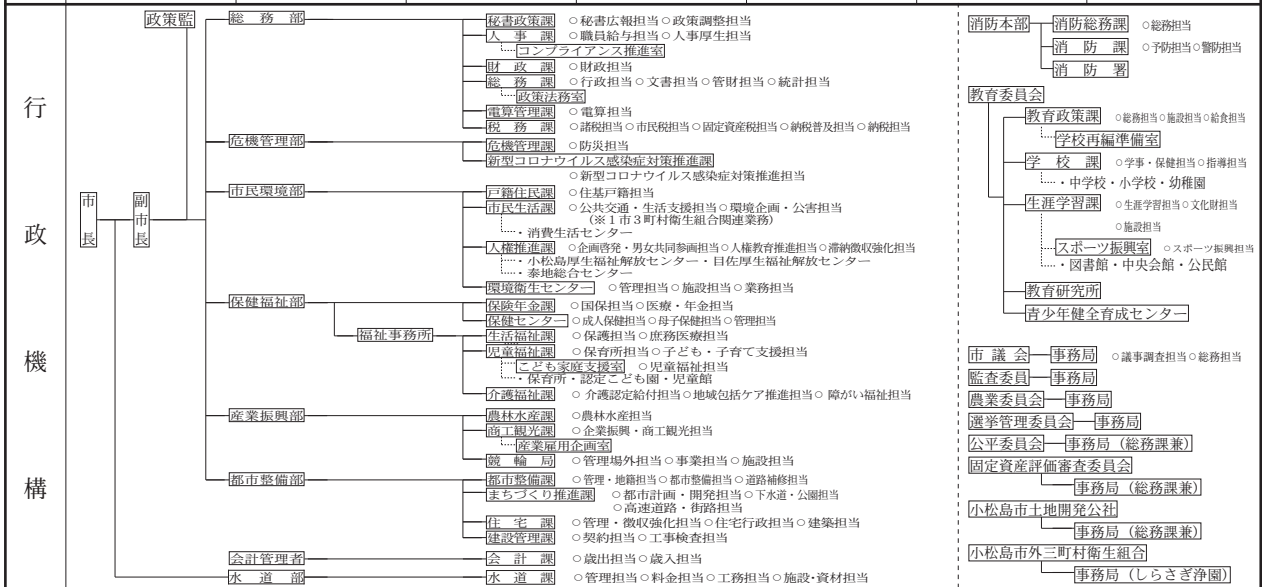 行政機構
市長
副市長
政策監
総務部
秘書政策課 ○秘書広報担当○政策調整担当
人事課 ○職員給与担当○人事厚生担当
コンプライアンス推進室
財政課 ○財政担当
総務課 ○行政担当○文書担当○管財担当○統計担当
政策法務室
電算管理課 ○電算担当
税務課 ○諸税担当○市民税担当○固定資産税担当○納税普及担当○納税担当
危機管理部
危機管理課 ○防災担当
新型コロナウイルス感染症対策推進課
○新型コロナウイルス感染症対策推進担当
市民環境部
戸籍住民課 ○住基戸籍担当
市民生活課 ○公共交通・生活支援担当○環境企画・公害担当
(※1市3町村衛生組合関連業務)
・消費生活センター
人権推進課 ○企画啓発・男女共同参画担当○人権教育推進担当○滞納徴収強化担当
・小松島厚生福祉解放センター・目佐厚生福祉解放センター
・泰地総合センター
環境衛生センター ○管理担当○施設担当○業務担当
保健福祉部
保険年金課 ○国保担当○医療・年金担当
保健センター ○成人保健担当○母子保健担当○管理担当
福祉事務所
生活福祉課 ○保護担当○庶務医療担当
児童福祉課 ○保育所担当○子ども・子育て支援担当
こども家庭支援室 ○児童福祉担当
・保育所・認定こども園・児童館
介護福祉課 ○介護認定給付担当○地域包括ケア推進担当○障がい福祉担当
産業振興部
農林水産課 ○農林水産担当
商工観光課 ○企業振興・商工観光担当
産業雇用企画室
競輪局 ○管理場外担当○事業担当○施設担当
都市整備部
都市整備課 ○管理・地籍担当○都市整備担当○道路補修担当
まちづくり推進課 ○都市計画・開発担当○下水道・公園担当
○高速道路・街路担当
住宅課 ○管理・徴収強化担当○住宅行政担当○建築担当
建設管理課 ○契約担当○工事検査担当
会計管理者
会計課 ○歳出担当○歳入担当
水道部
水道課 ○管理担当○料金担当○工務担当○施設・資材担当
消防本部
消防総務課 ○総務担当
消防課 ○予防担当○警防担当
消防署
教育委員会
教育政策課 ○総務担当○施設担当○給食担当
学校再編準備室
学校課 ○学事・保健担当○指導担当
・中学校・小学校・幼稚園
生涯学習課 ○生涯学習担当○文化財担当
○施設担当
スポーツ振興室 ○スポーツ振興担当
・図書館・中央会館・公民館
教育研究所
青少年健全育成センター
市議会 事務局 ○議事調査担当○総務担当
監査委員 事務局
農業委員会 事務局
選挙管理委員会 事務局
公平委員会 事務局(総務課兼)
固定資産評価審査委員会
事務局(総務課兼)
小松島市土地開発公社
事務局(総務課兼)
小松島市外三町村衛生組合
事務局(しらさぎ浄園)